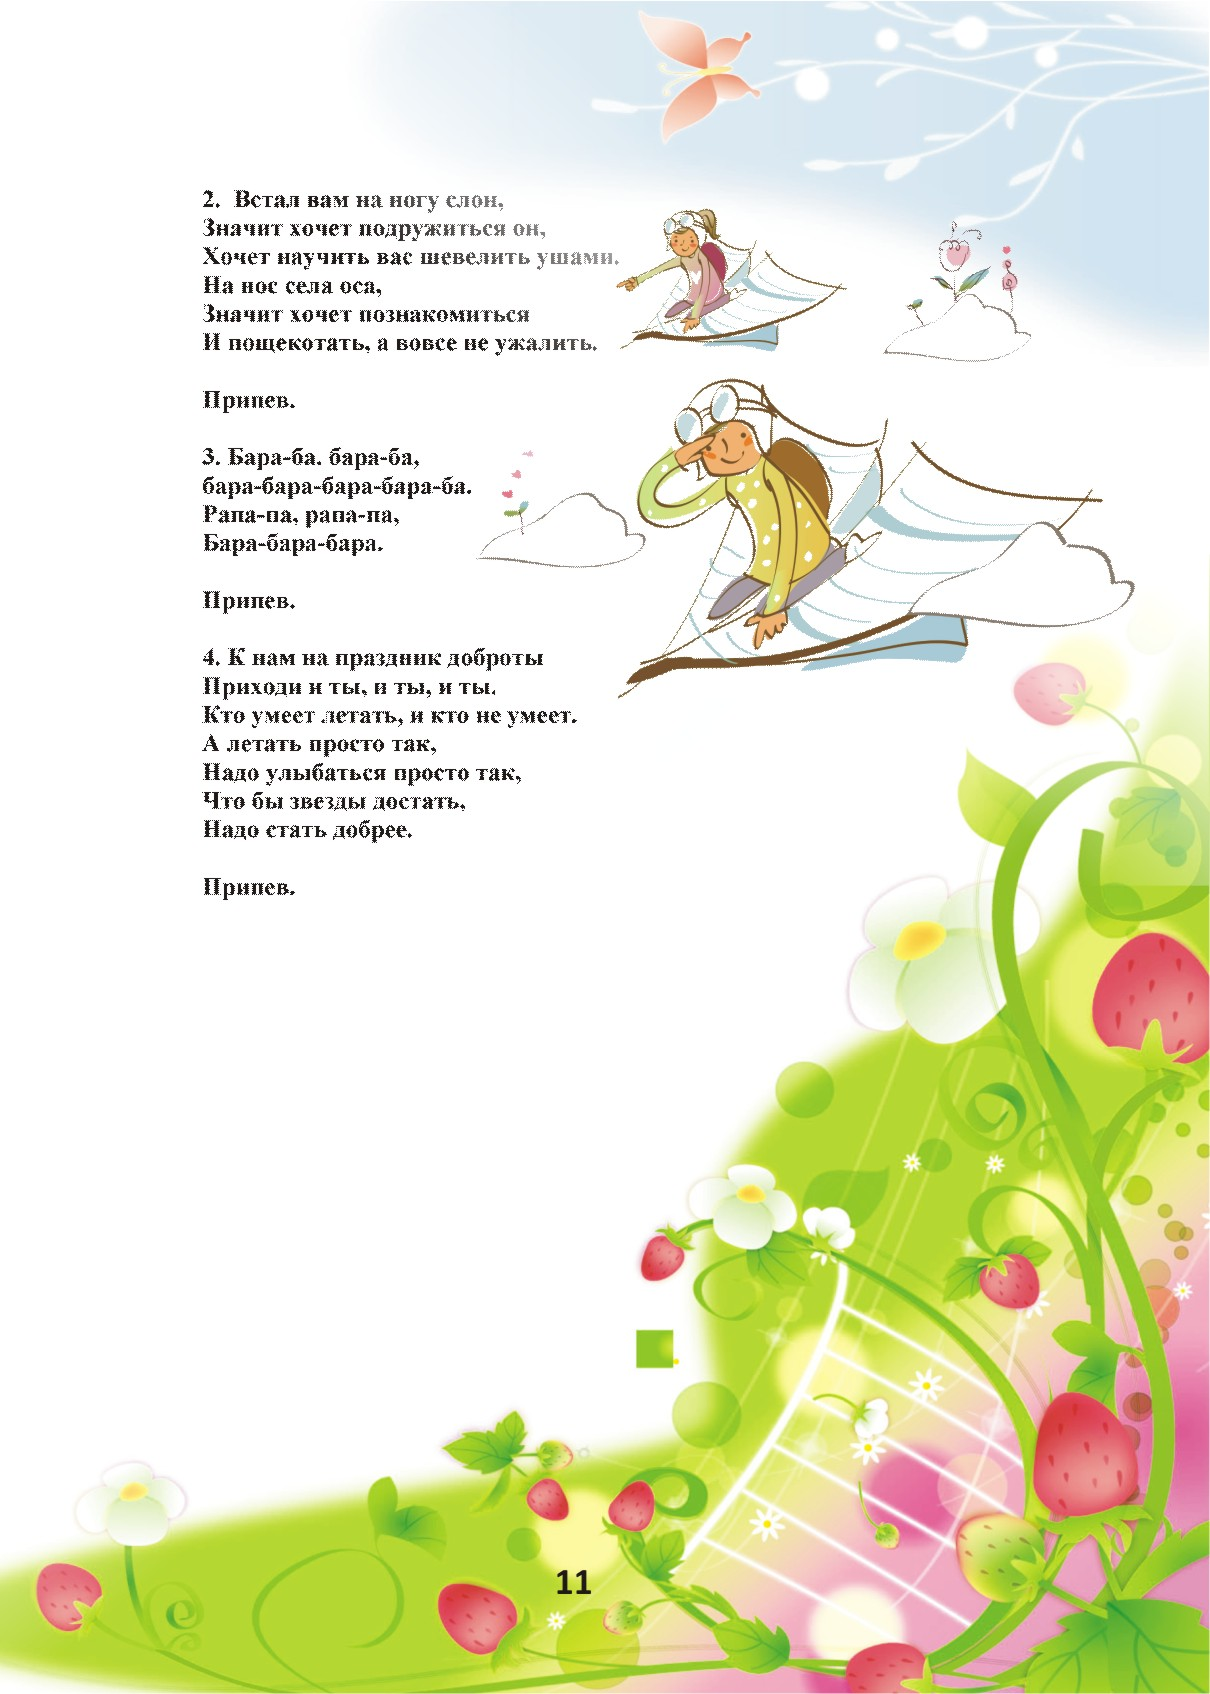 2.  Встал вам на ногу слон,
Значит хочет подружиться он,
Хочет научить вас шевелить ушами.
На нос села оса,
Значит хочет познакомиться
И пощекотать, а вовсе не ужалить.
Припев.
3. Бара-ба. бара-ба,
бара-бара-бара-бара-ба.
Рапа-па, рапа-па,
Бара-бара-бара.
Припев.
4. К нам на праздник доброты
Приходи и ты, и ты, и ты.
Кто умеет летать, и кто не умеет.
А летать просто так,
Надо улыбаться просто так,
Что бы звезды достать,
Надо стать добрее.
Припев.
11